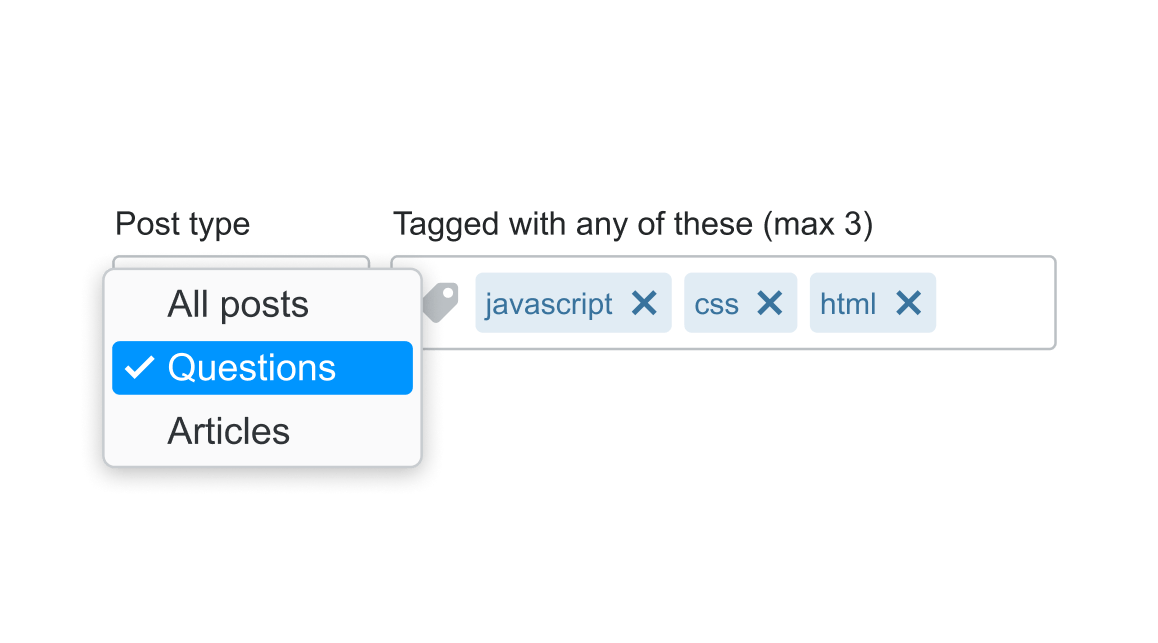 Post type
Tagged with any of these (max 3)
All posts
Questions
Articles
javascript
css
html